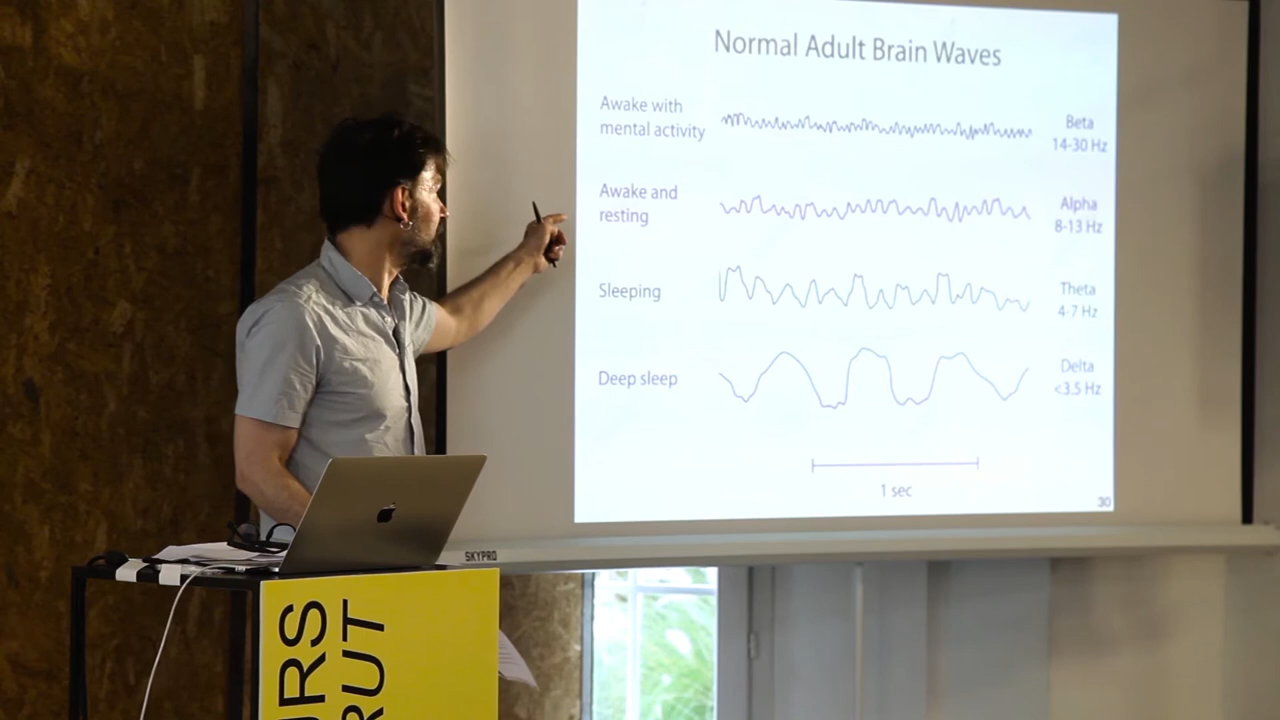 Normal Adult Brain Waves
Awake with
mental activity
Beta
14-30 Hz
Awake and
resting
Alpha
8-13 Hz
Sleeping
Theta
4-7 Hz
Deep sleep
Delta
<3.5 Hz
1 sec
30
SKYPRO
URS
RUT